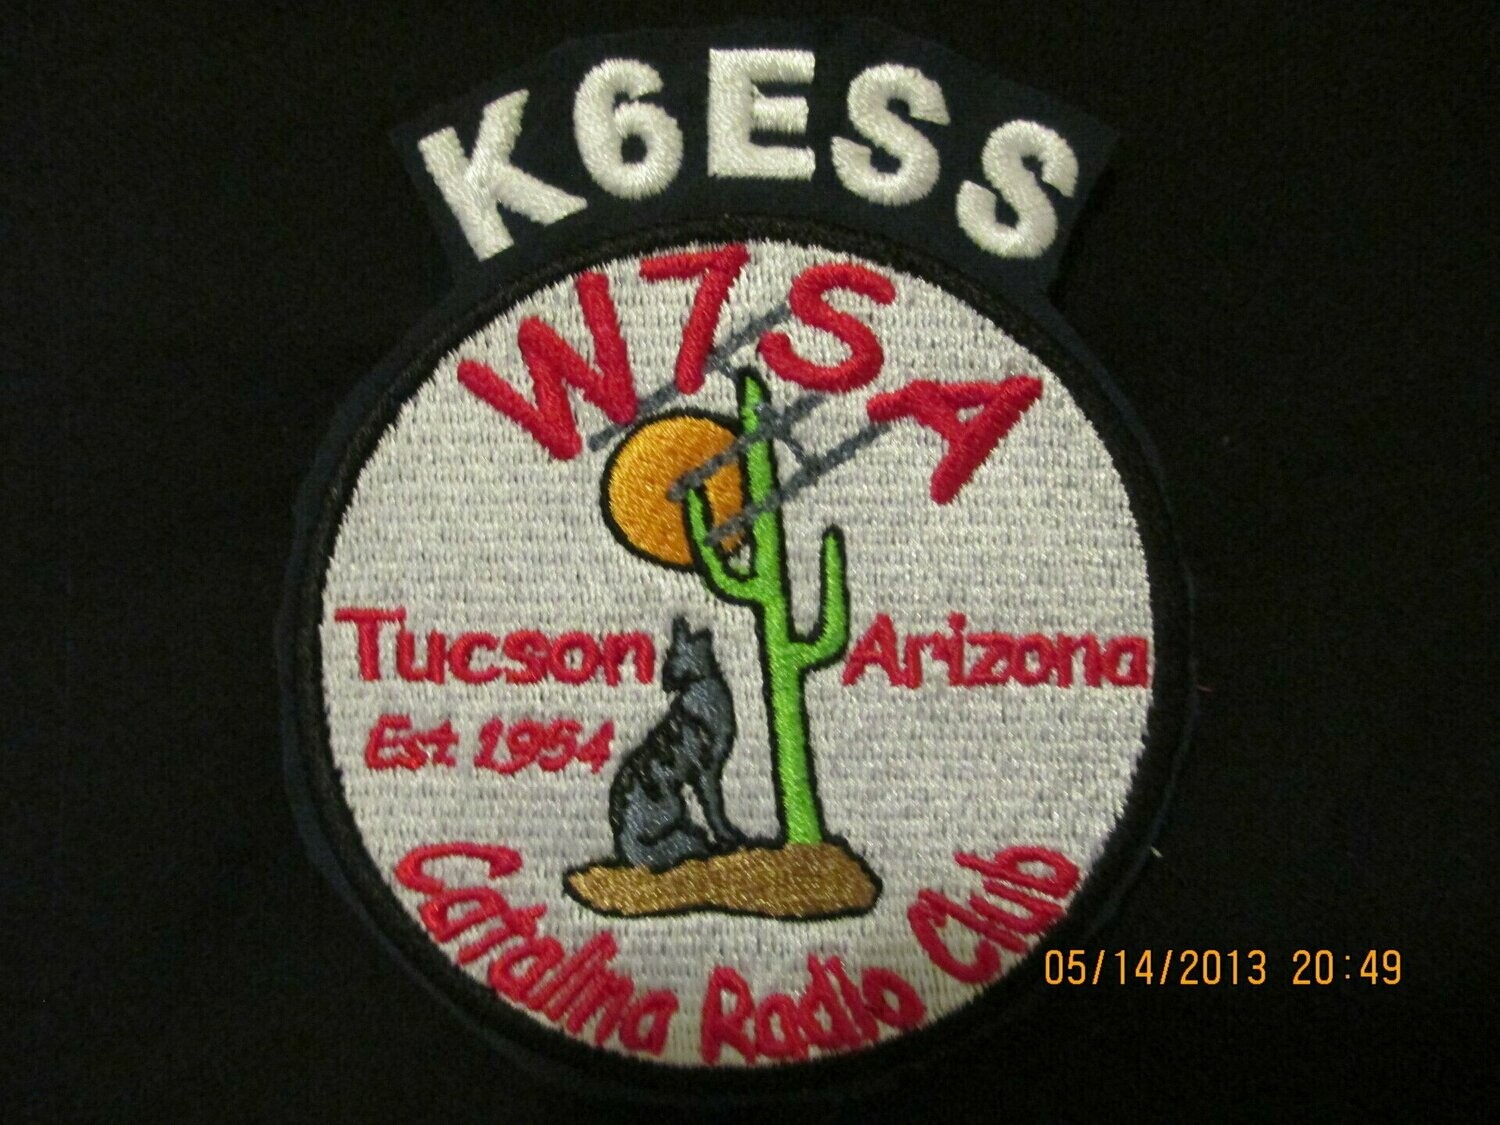 K6ESS
W7SA
Tucson Arizona
Est 1954
Catalina Radio Club
05/14/2013 20:49